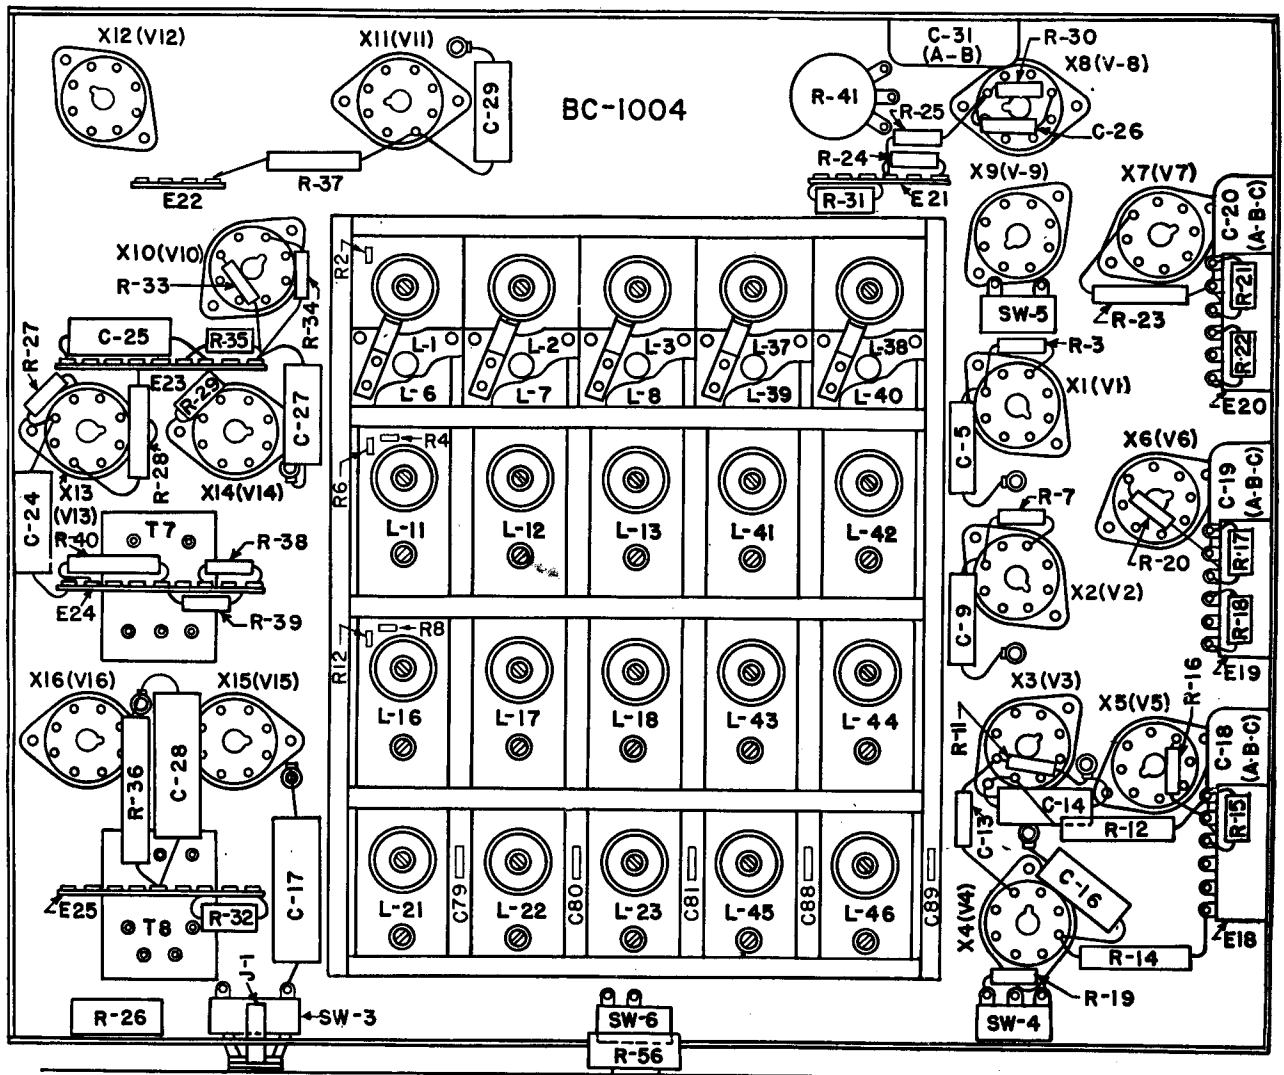 X12(V12)
X11(V11)
C-29
BC-1004
R-41
C-31
(A-B)
R-30
X8(V-8)
R-25
C-26
R-24
R-37
E22
R-31
E21
X9(V-9)
X7(V7)
C-20
(A-B-C)
X10(V10)
R-33
R-34
R2
SW-5
R-23
R-21
R-22
E20
R-27
C-25
R-35
E23
R-29
C-27
R-28
X13
(V13)
X14(V14)
C-24
L-1
L-2
L-3
L-37
L-38
L-6
L-7
L-8
L-39
L-40
R-3
X1(V1)
C-5
X6(V6)
C-19
(A-B-C)
R4
R6
L-11
L-12
L-13
L-41
L-42
R-7
R-20
R-17
R-18
E19
T7
R-40
R-38
E24
R-39
X2(V2)
C-9
R8
R12
L-16
L-17
L-18
L-43
L-44
X16(V16)
X15(V15)
R-36
C-28
X3(V3)
R-11
X5(V5)
R-16
C-18
(A-B-C)
C-14
C-13
R-12
R-15
C-17
E25
R-32
T8
L-21
C79
L-22
C80
L-23
C81
L-45
C88
L-46
C89
C-16
X4(V4)
R-14
E18
R-19
J-1
R-26
SW-3
SW-6
R-56
SW-4